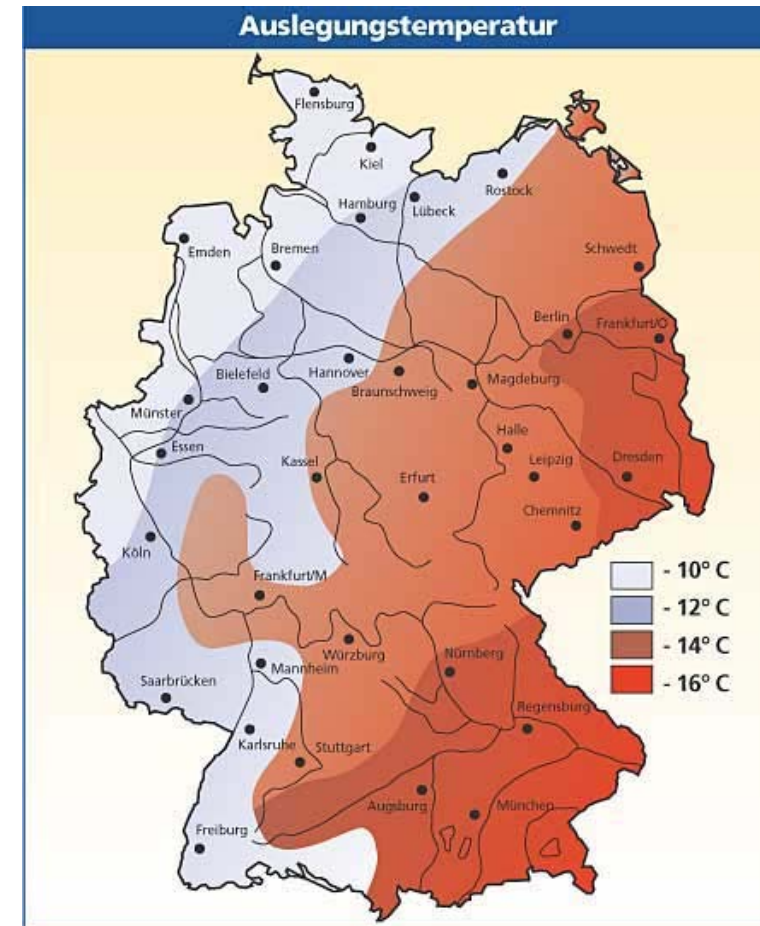 Auslegungstemperatur
Flensburg
Kiel
Rostock
Hamburg
Lübeck
Emden
Bremen
Schwedt
Berlin
Frankfurt/O
Bielefeld
Hannover
Braunschweig
Magdeburg
Münster
Essen
Kassel
Halle
Leipzig
Dresden
Erfurt
Chemnitz
Köln
Frankfurt/M
- 10° C
- 12° C
- 14° C
- 16° C
Würzburg
Nürnberg
Mannheim
Saarbrücken
Regensburg
Karlsruhe
Stuttgart
Augsburg
München
Freiburg